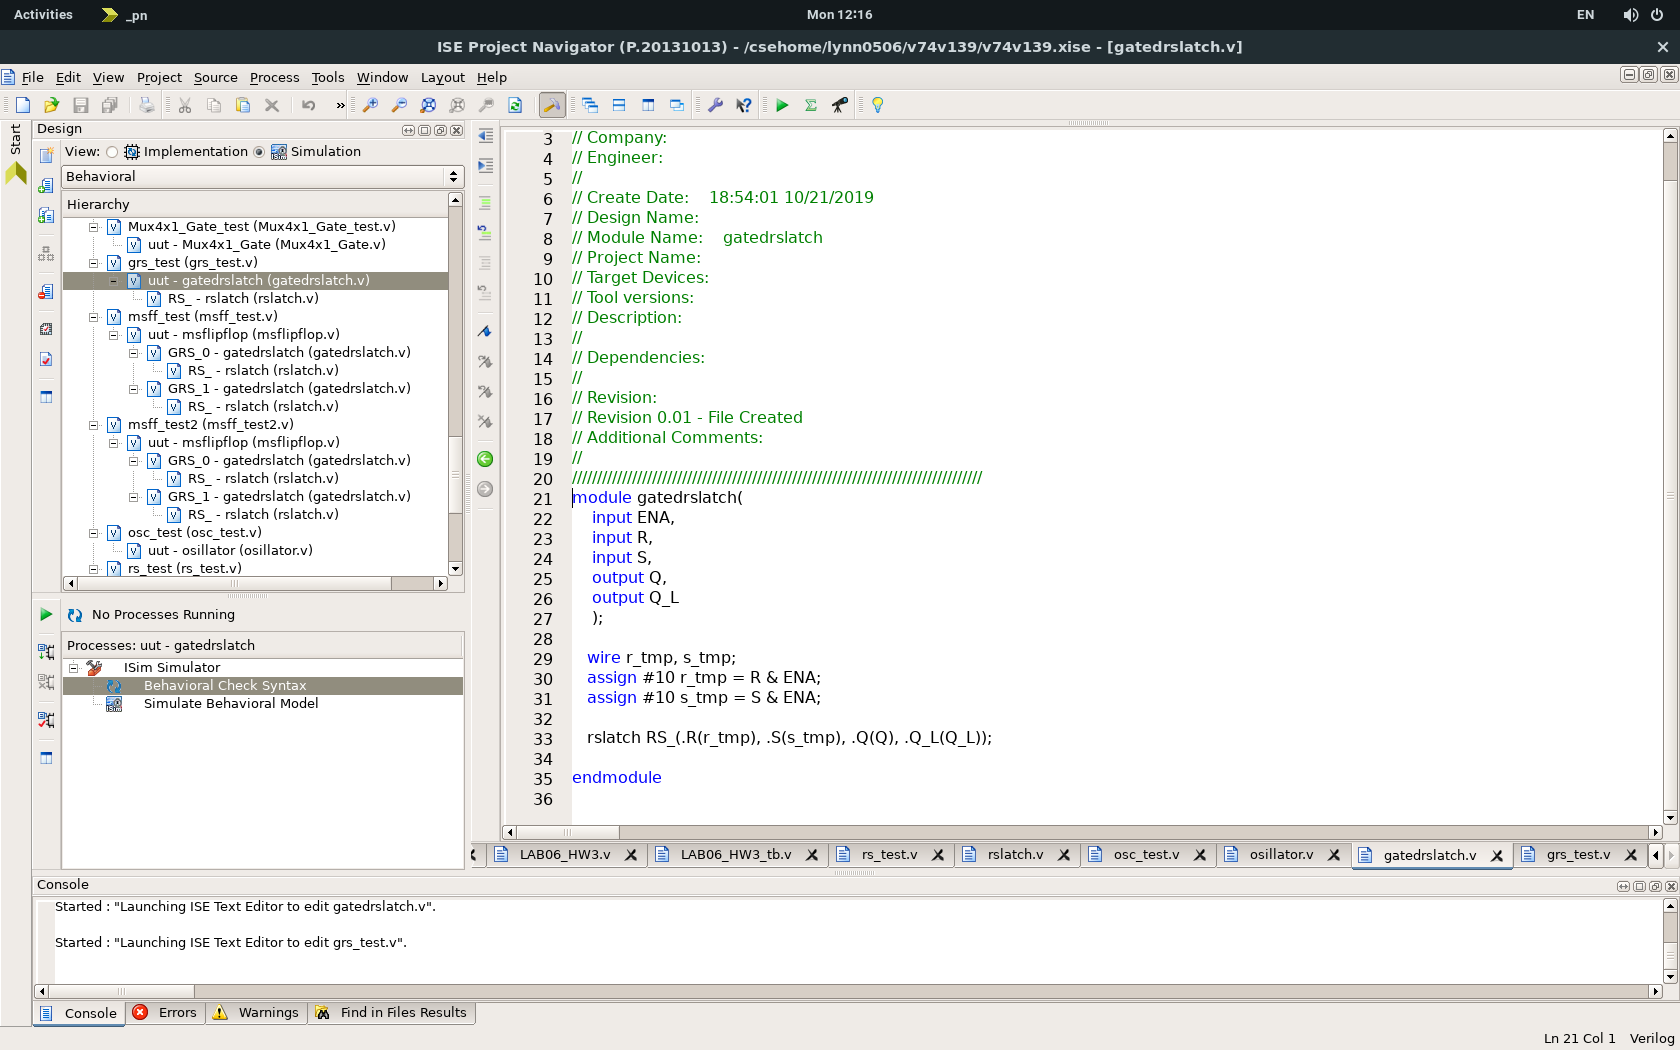 Activities _pn Mon 12:16 EN
ISE Project Navigator (P.20131013) - /csehome/lynn0506/v74v139/v74v139.xise - [gatedrslatch.v]
File Edit View Project Source Process Tools Window Layout Help
Start
Design
View: Implementation Simulation
Behavioral
Hierarchy
Mux4x1_Gate_test (Mux4x1_Gate_test.v)
uut - Mux4x1_Gate (Mux4x1_Gate.v)
grs_test (grs_test.v)
uut - gatedrslatch (gatedrslatch.v)
RS_ - rslatch (rslatch.v)
msff_test (msff_test.v)
uut - msflipflop (msflipflop.v)
GRS_0 - gatedrslatch (gatedrslatch.v)
RS_ - rslatch (rslatch.v)
GRS_1 - gatedrslatch (gatedrslatch.v)
RS_ - rslatch (rslatch.v)
msff_test2 (msff_test2.v)
uut - msflipflop (msflipflop.v)
GRS_0 - gatedrslatch (gatedrslatch.v)
RS_ - rslatch (rslatch.v)
GRS_1 - gatedrslatch (gatedrslatch.v)
RS_ - rslatch (rslatch.v)
osc_test (osc_test.v)
uut - osillator (osillator.v)
rs_test (rs_test.v)
No Processes Running
Processes: uut - gatedrslatch
ISim Simulator
Behavioral Check Syntax
Simulate Behavioral Model
3 // Company:
4 // Engineer:
5 //
6 // Create Date: 18:54:01 10/21/2019
7 // Design Name:
8 // Module Name: gatedrslatch
9 // Project Name:
10 // Target Devices:
11 // Tool versions:
12 // Description:
13 //
14 // Dependencies:
15 //
16 // Revision:
17 // Revision 0.01 - File Created
18 // Additional Comments:
19 //
20 //////////////////////////////////////////////////////////////////////////////////
21 module gatedrslatch(
22 input ENA,
23 input R,
24 input S,
25 output Q,
26 output Q_L
27 );
28
29 wire r_tmp, s_tmp;
30 assign #10 r_tmp = R & ENA;
31 assign #10 s_tmp = S & ENA;
32
33 rslatch RS_(.R(r_tmp), .S(s_tmp), .Q(Q), .Q_L(Q_L));
34
35 endmodule
36
LAB06_HW3.v LAB06_HW3_tb.v rs_test.v rslatch.v osc_test.v osillator.v gatedrslatch.v grs_test.v
Console
Started : "Launching ISE Text Editor to edit gatedrslatch.v".
Started : "Launching ISE Text Editor to edit grs_test.v".
Console Errors Warnings Find in Files Results
Ln 21 Col 1 Verilog